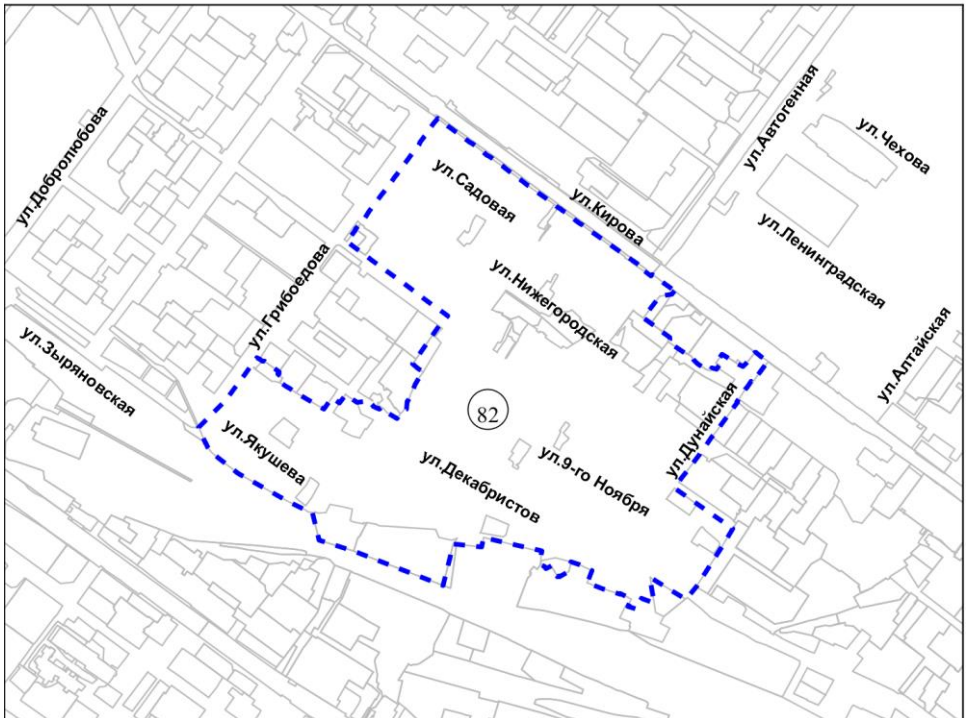 ул.Добролюбова
ул.Автогенная
ул.Чехова
ул.Садовая
ул.Кирова
ул.Ленинградская
ул.Грибоедова
ул.Нижегородская
ул.Зыряновская
ул.Алтайская
82
ул.Дунайская
ул.Якушева
ул.Декабристов
ул.9-го Ноября